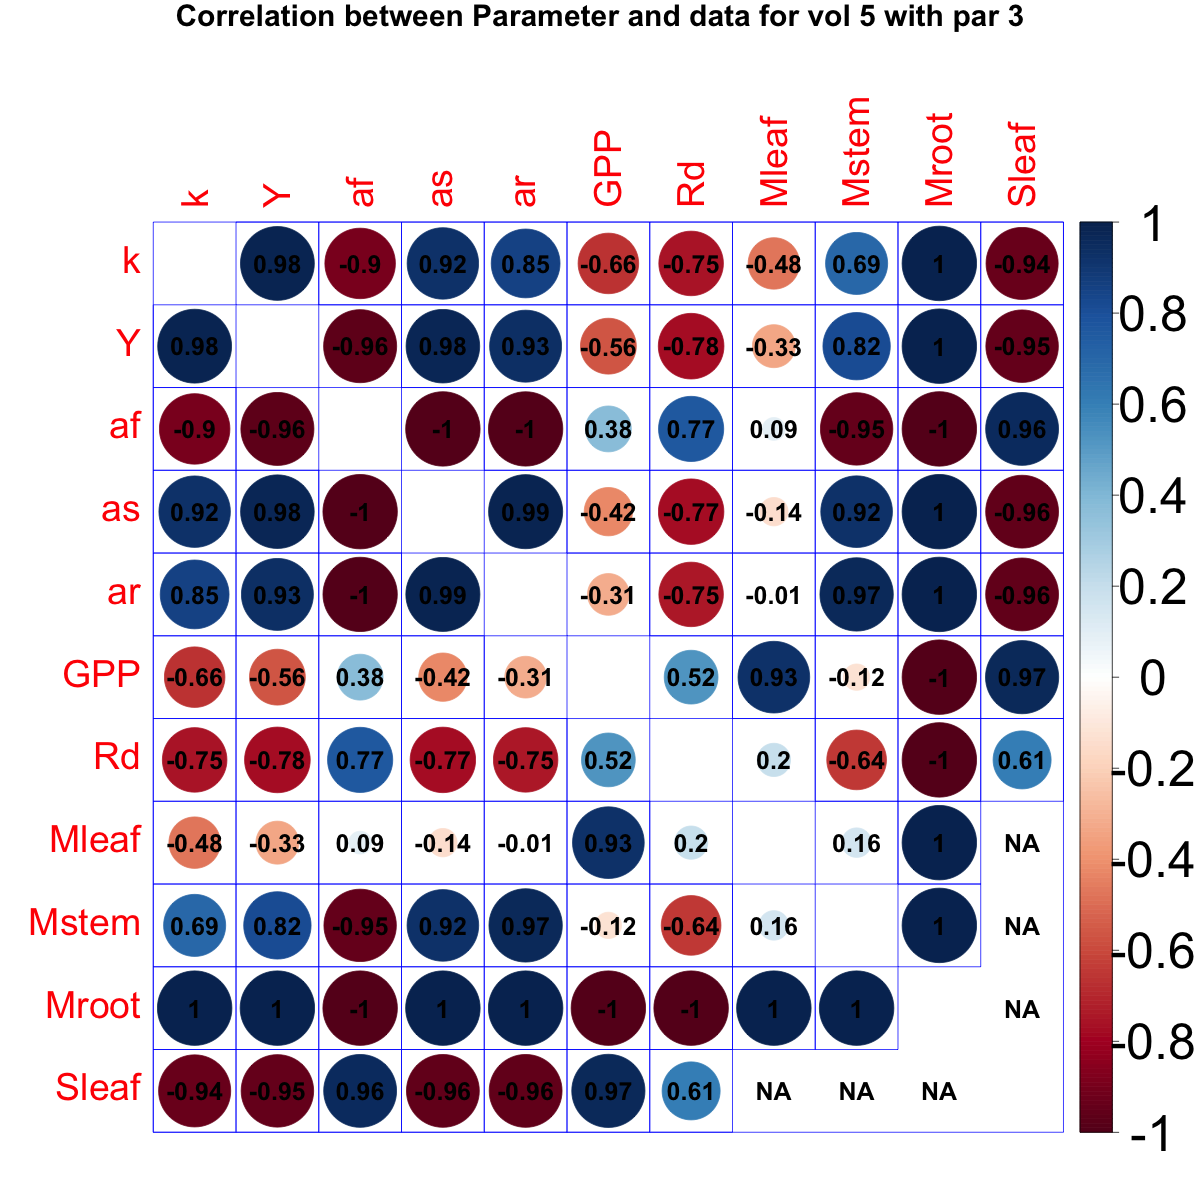 Correlation between Parameter and data for vol 5 with par 3
k Y af as ar GPP Rd Mleaf Mstem Mroot Sleaf
k 0.98 -0.9 0.92 0.85 -0.66 -0.75 -0.48 0.69 1 -0.94
Y 0.98 -0.96 0.98 0.93 -0.56 -0.78 -0.33 0.82 1 -0.95
af -0.9 -0.96 -1 -1 0.38 0.77 0.09 -0.95 -1 0.96
as 0.92 0.98 -1 0.99 -0.42 -0.77 -0.14 0.92 1 -0.96
ar 0.85 0.93 -1 0.99 -0.31 -0.75 -0.01 0.97 1 -0.96
GPP -0.66 -0.56 0.38 -0.42 -0.31 0.52 0.93 -0.12 -1 0.97
Rd -0.75 -0.78 0.77 -0.77 -0.75 0.52 0.2 -0.64 -1 0.61
Mleaf -0.48 -0.33 0.09 -0.14 -0.01 0.93 0.2 0.16 1 NA
Mstem 0.69 0.82 -0.95 0.92 0.97 -0.12 -0.64 0.16 1 NA
Mroot 1 1 -1 1 1 -1 -1 1 1 NA
Sleaf -0.94 -0.95 0.96 -0.96 -0.96 0.97 0.61 NA NA NA
1
0.8
0.6
0.4
0.2
0
-0.2
-0.4
-0.6
-0.8
-1